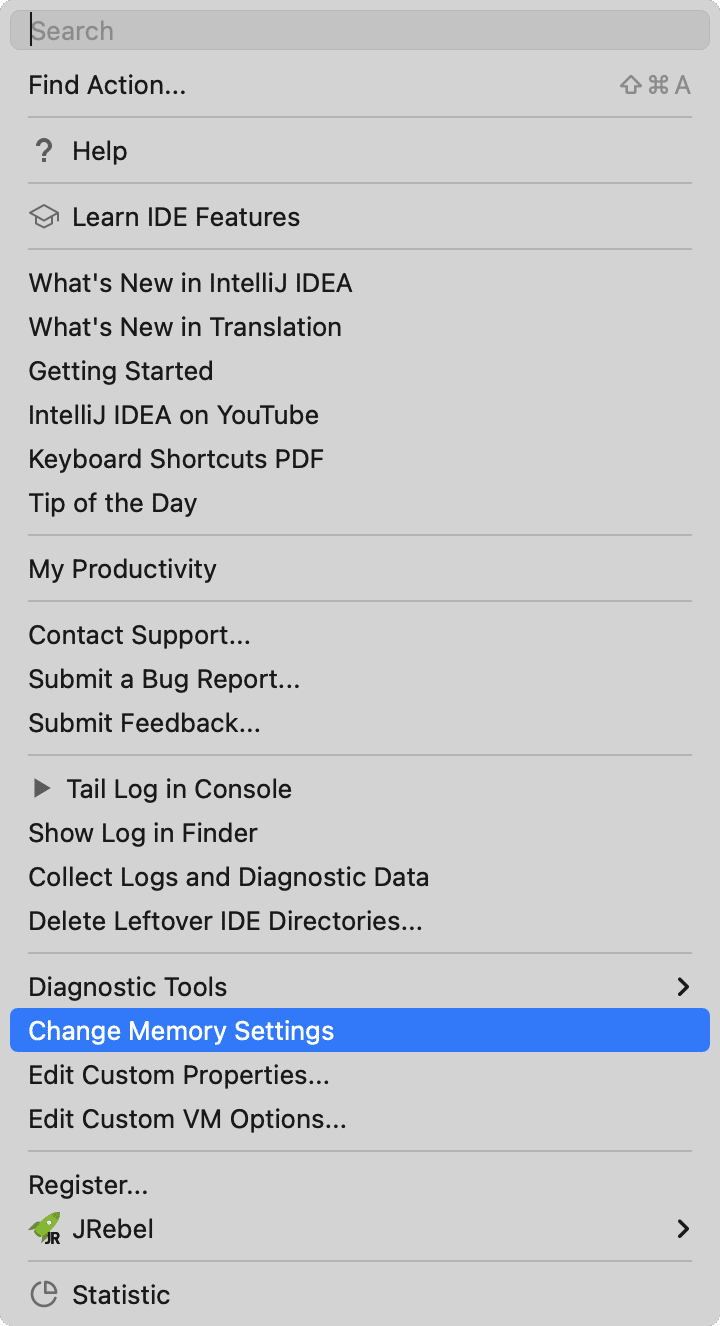 Search
Find Action... ⇧⌘A
? Help
Learn IDE Features
What's New in IntelliJ IDEA
What's New in Translation
Getting Started
IntelliJ IDEA on YouTube
Keyboard Shortcuts PDF
Tip of the Day
My Productivity
Contact Support...
Submit a Bug Report...
Submit Feedback...
Tail Log in Console
Show Log in Finder
Collect Logs and Diagnostic Data
Delete Leftover IDE Directories...
Diagnostic Tools
Change Memory Settings
Edit Custom Properties...
Edit Custom VM Options...
Register...
JR JRebel
Statistic